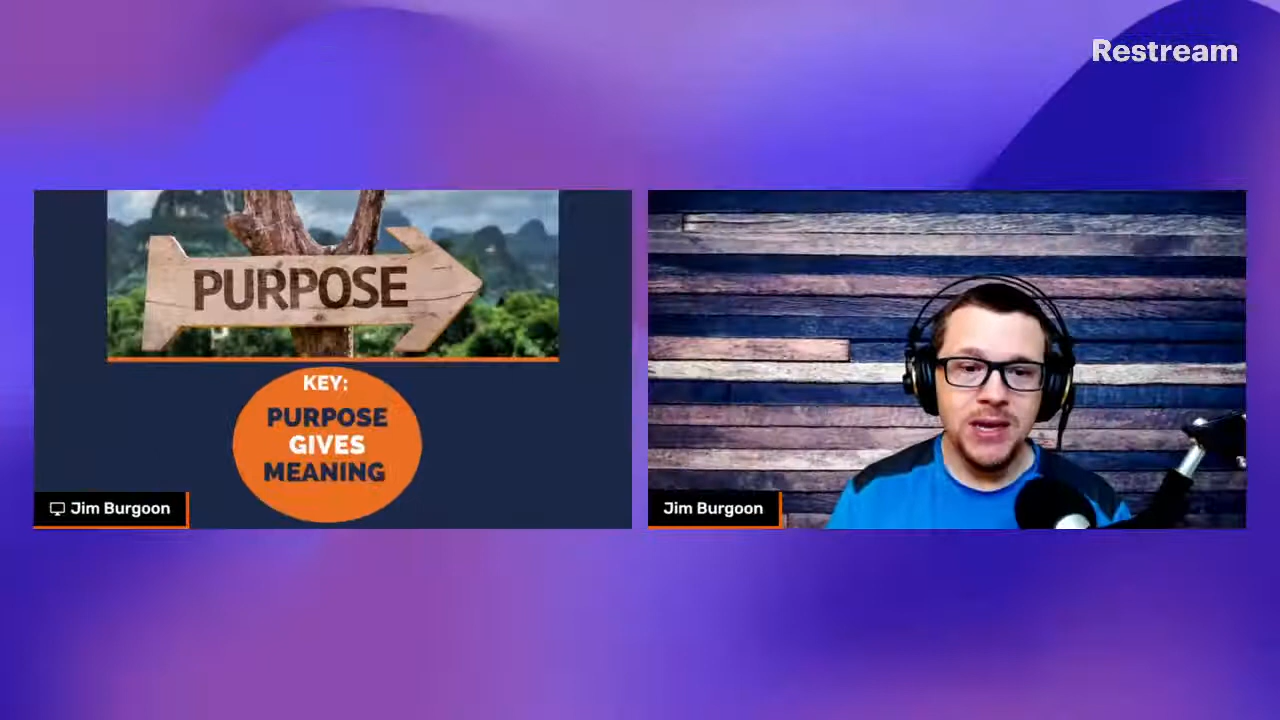 Restream
PURPOSE
KEY:
PURPOSE
GIVES
MEANING
Jim Burgoon
Jim Burgoon